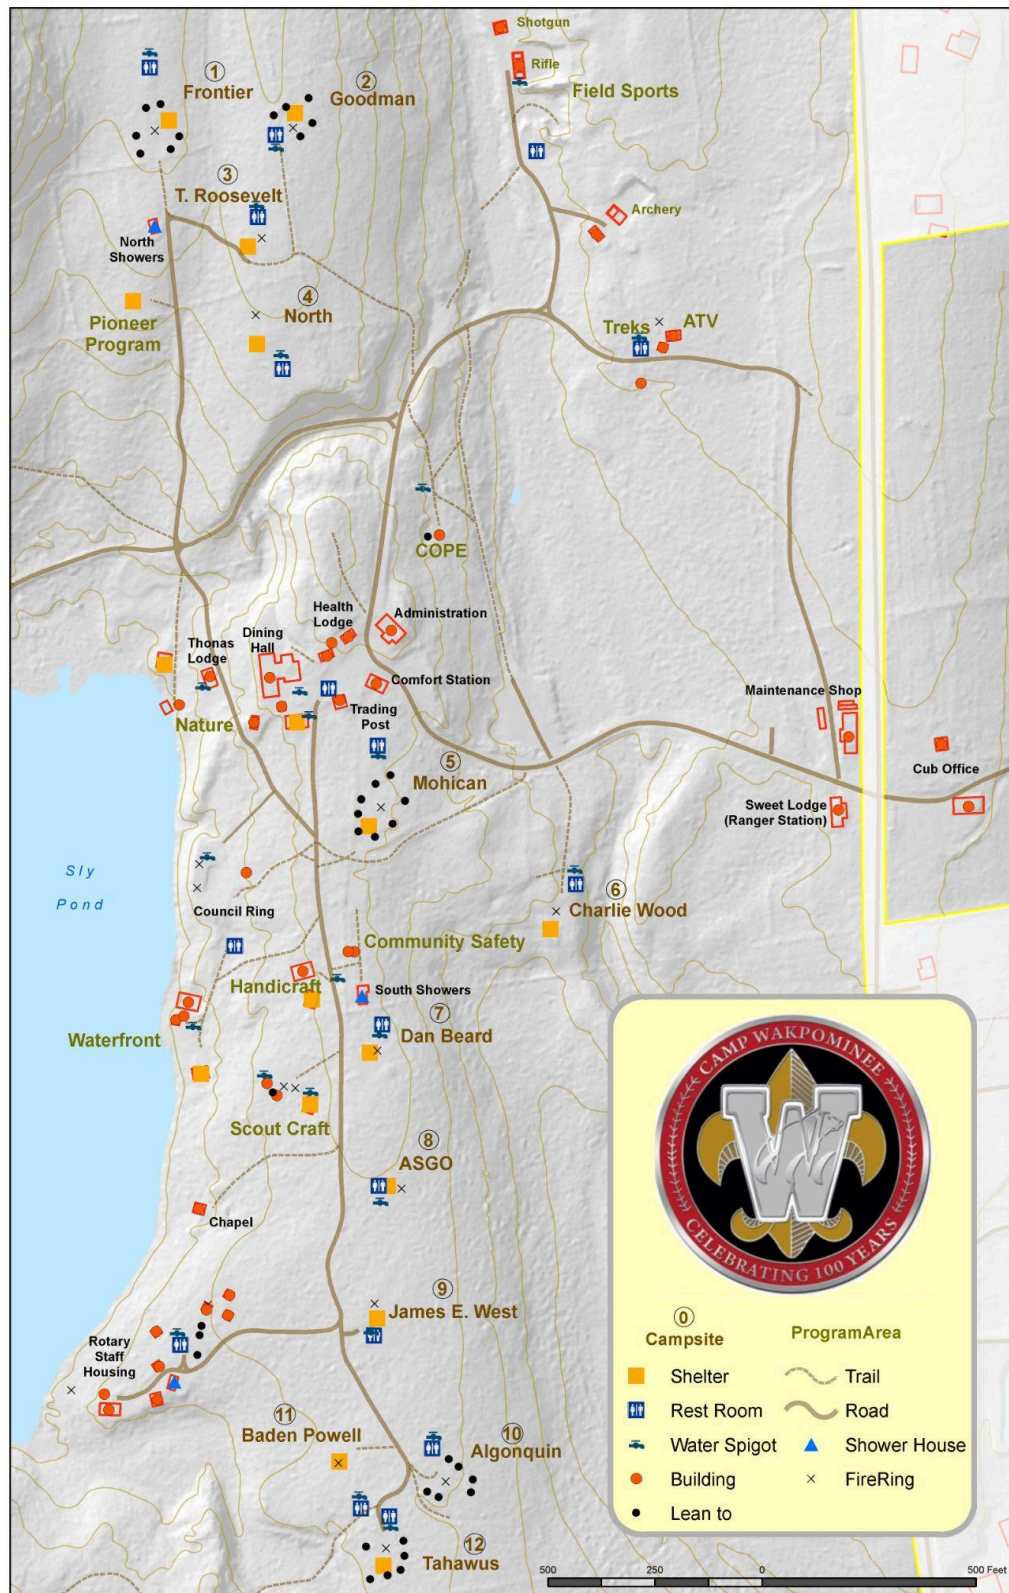 Shotgun
Rifle
Field Sports
1
Frontier
2
Goodman
3
T. Roosevelt
Archery
North
Showers
4
North
Pioneer
Program
Treks
ATV
COPE
Health
Lodge
Administration
Dining
Hall
Thonas
Lodge
Comfort Station
Maintenance Shop
Nature
Trading
Post
5
Mohican
Cub Office
Sweet Lodge
(Ranger Station)
Sly
Pond
6
Charlie Wood
Council Ring
Community Safety
Handicraft
South Showers
7
Dan Beard
Waterfront
Scout Craft
8
ASGO
Chapel
9
James E. West
Rotary
Staff
Housing
11
Baden Powell
10
Algonquin
12
Tahawus
CAMP WAKPOMINEE
W
CELEBRATING 100 YEARS
0
Campsite
ProgramArea
Shelter
Trail
Rest Room
Road
Water Spigot
Shower House
Building
FireRing
Lean to
500
250
0
500 Feet